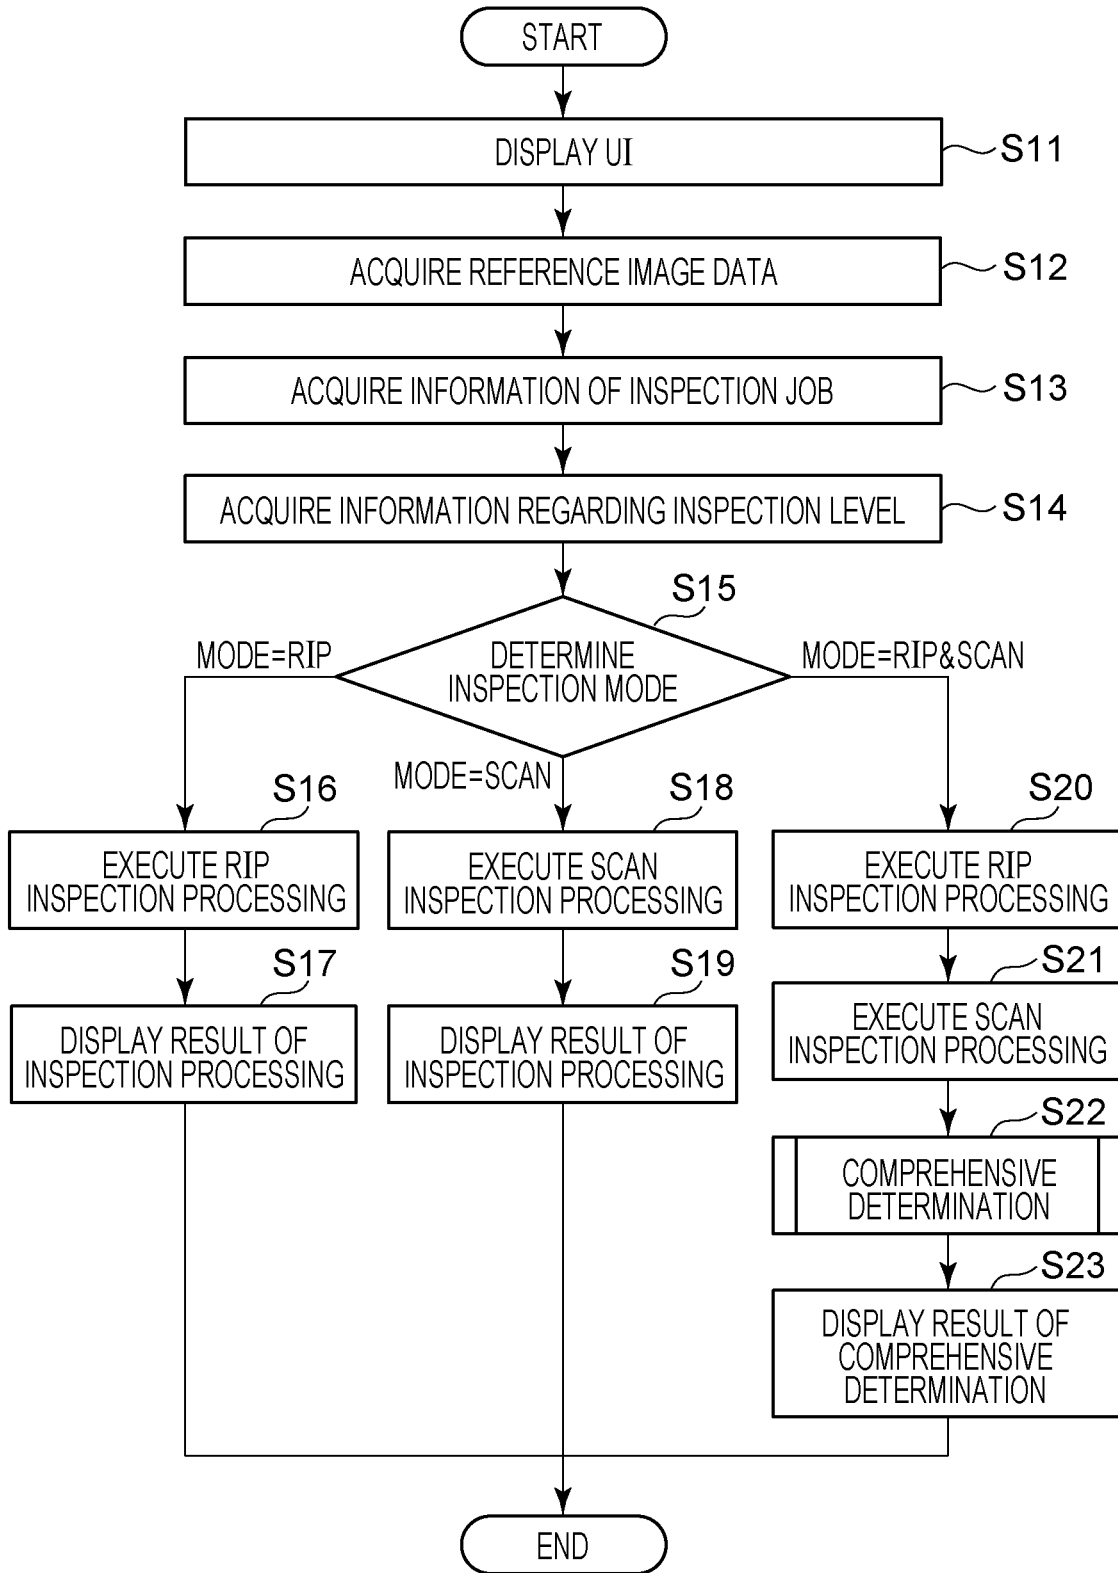 START
DISPLAY UI
S11
ACQUIRE REFERENCE IMAGE DATA
S12
ACQUIRE INFORMATION OF INSPECTION JOB
S13
ACQUIRE INFORMATION REGARDING INSPECTION LEVEL
S14
S15
DETERMINE
INSPECTION MODE
MODE=RIP
MODE=SCAN
MODE=RIP&SCAN
S16
EXECUTE RIP
INSPECTION PROCESSING
S17
DISPLAY RESULT OF
INSPECTION PROCESSING
S18
EXECUTE SCAN
INSPECTION PROCESSING
S19
DISPLAY RESULT OF
INSPECTION PROCESSING
S20
EXECUTE RIP
INSPECTION PROCESSING
S21
EXECUTE SCAN
INSPECTION PROCESSING
S22
COMPREHENSIVE
DETERMINATION
S23
DISPLAY RESULT OF
COMPREHENSIVE
DETERMINATION
END